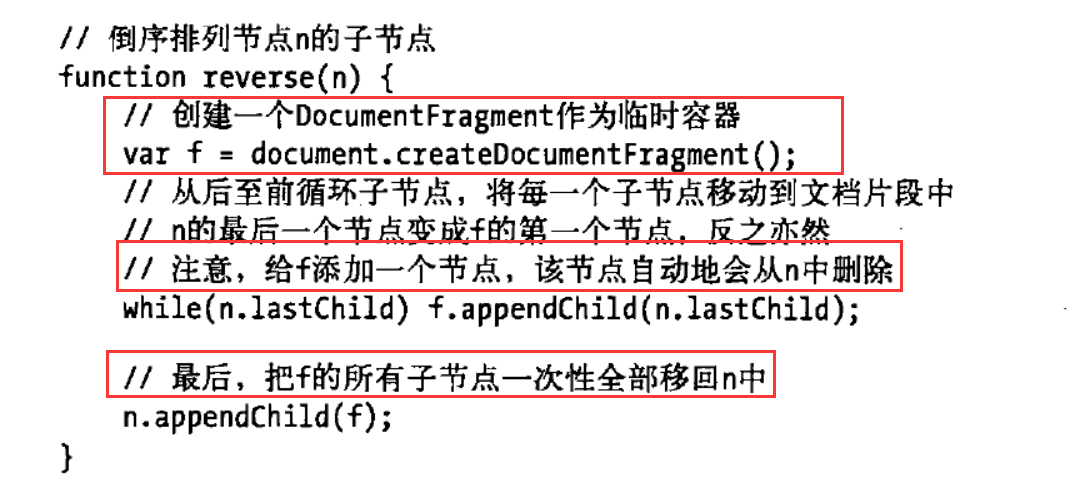 // 倒序排列节点n的子节点
function reverse(n) {
// 创建一个DocumentFragment作为临时容器
var f = document.createDocumentFragment();
// 从后至前循环子节点，将每一个子节点移动到文档片段中
// n的最后一个节点变成f的第一个节点，反之亦然
// 注意，给f添加一个节点，该节点自动地会从n中删除
while(n.lastChild) f.appendChild(n.lastChild);
// 最后，把f的所有子节点一次性全部移回n中
n.appendChild(f);
}